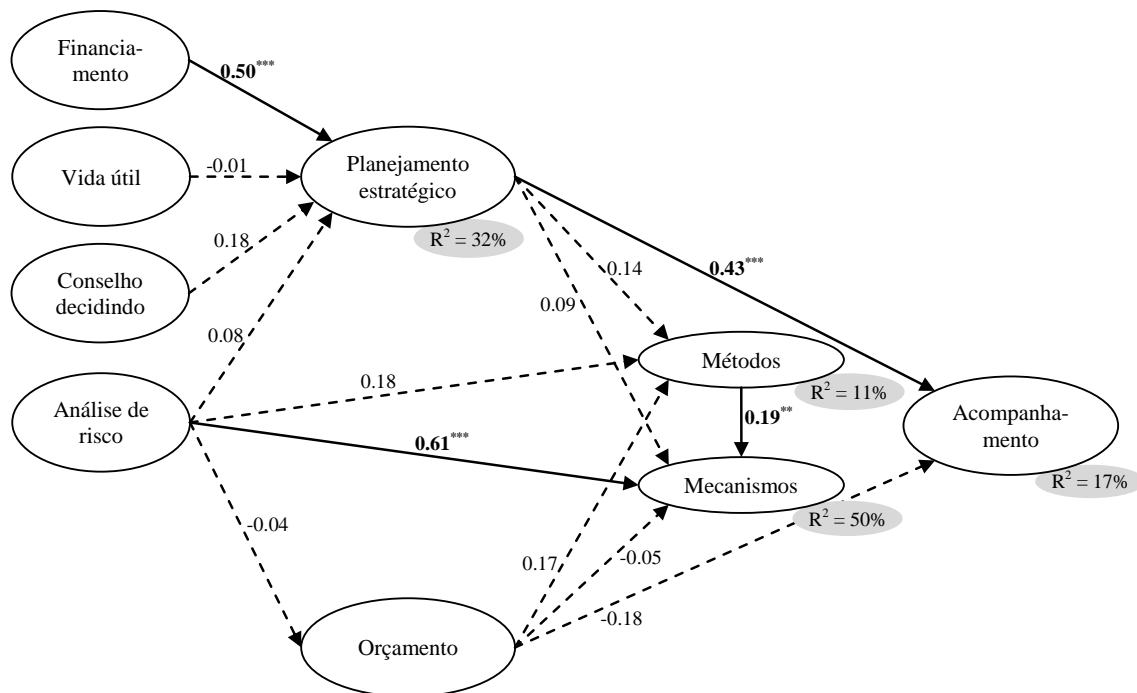 Financia-
mento
0.50***
Vida útil
-0.01
Planejamento
estratégico
R² = 32%
Conselho
decidindo
0.18
0.43***
0.14
0.09
0.08
Métodos
R² = 11%
Análise de
risco
0.18
0.61***
0.19**
Acompanha-
mento
R² = 17%
Mecanismos
R² = 50%
-0.04
0.17
-0.05
-0.18
Orçamento